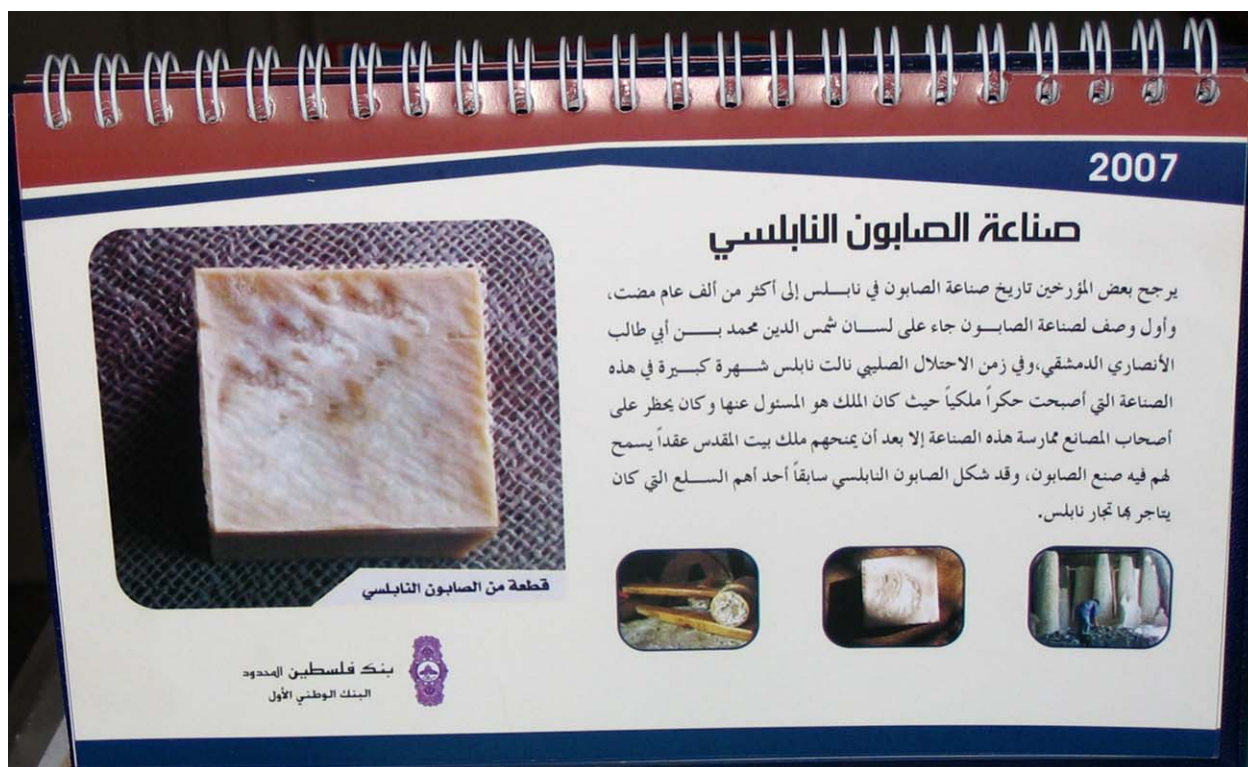 2007
صناعة الصابون النابلسي
يرجح بعض المؤرخين تاريخ صناعة الصابون في نابلس إلى أكثر من ألف عام مضت،
وأول وصف لصناعة الصابون جاء على لسان شمس الدين محمد بن أبي طالب
الأنصاري الدمشقي،وفي زمن الاحتلال الصليبي نالت نابلس شهرة كبيرة في هذه
الصناعة التي أصبحت حكراً ملكياً حيث كان الملك هو المسئول عنها وكان يحظر على
أصحاب المصانع ممارسة هذه الصناعة إلا بعد أن يمنحهم ملك بيت المقدس عقداً يسمح
لهم فيه صنع الصابون، وقد شكل الصابون النابلسي سابقاً أحد أهم السلع التي كان
يتاجر بها تجار نابلس.
قطعة من الصابون النابلسي
بنك فلسطين المحدود
البنك الوطني الأول